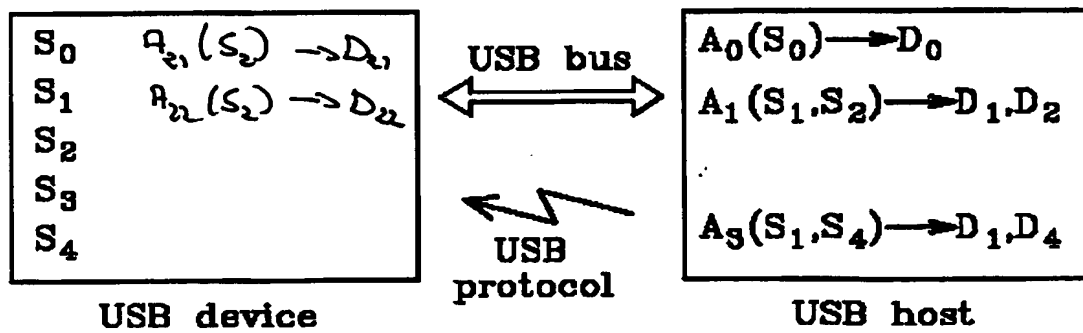 S₀ A₂₁(S₂) → D₂₁
S₁ A₂₂(S₂) → D₂₂
S₂
S₃
S₄
USB device
USB bus
USB
protocol
A₀(S₀) → D₀
A₁(S₁,S₂) → D₁,D₂
A₃(S₁,S₄) → D₁,D₄
USB host